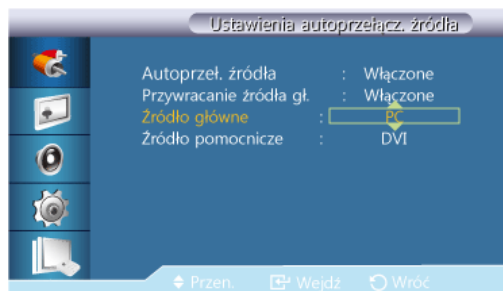 Ustawienia autoprzełącz. źródła
Autoprzeł. źródła : Włączone
Przywracanie źródła gł. : Włączone
Źródło główne : PC
Źródło pomocnicze : DVI
Przen. Wejdź Wróć